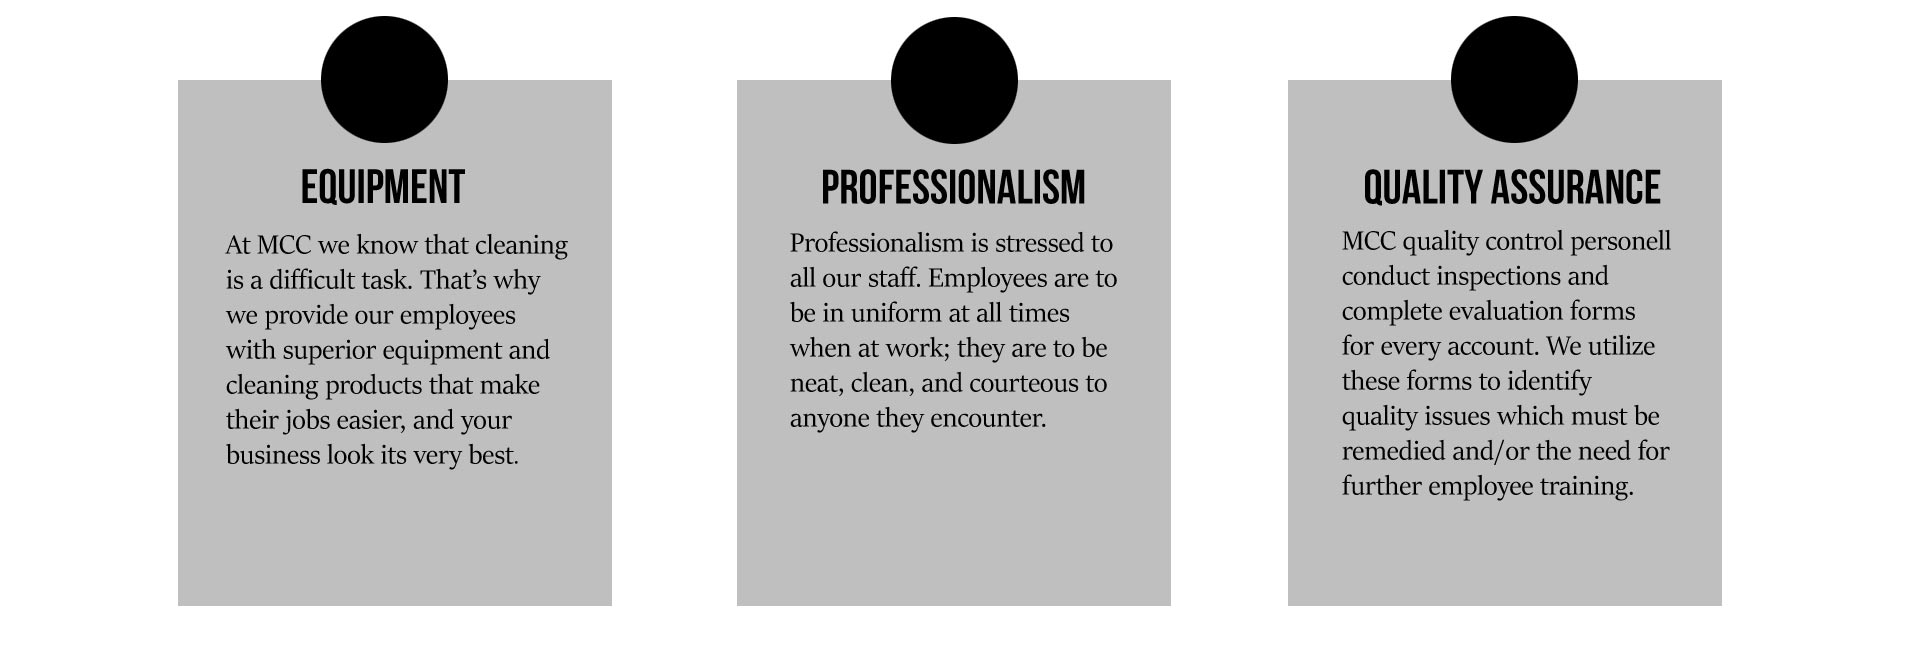 EQUIPMENT
At MCC we know that cleaning
is a difficult task. That’s why
we provide our employees
with superior equipment and
cleaning products that make
their jobs easier, and your
business look its very best.
PROFESSIONALISM
Professionalism is stressed to
all our staff. Employees are to
be in uniform at all times
when at work; they are to be
neat, clean, and courteous to
anyone they encounter.
QUALITY ASSURANCE
MCC quality control personell
conduct inspections and
complete evaluation forms
for every account. We utilize
these forms to identify
quality issues which must be
remedied and/or the need for
further employee training.